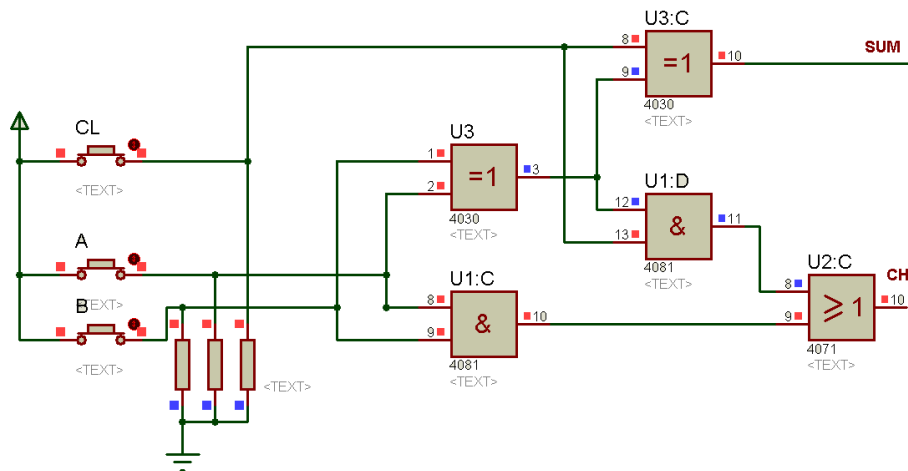 U3:C
8
9
=1
10
SUM
4030
<TEXT>
CL
<TEXT>
U3
1
2
=1
3
4030
<TEXT>
U1:D
12
13
&
11
4081
<TEXT>
A
<TEXT>
B
<TEXT>
U1:C
8
9
&
10
4081
<TEXT>
U2:C
8
9
≥1
10
CH
4071
<TEXT>
<TEXT>